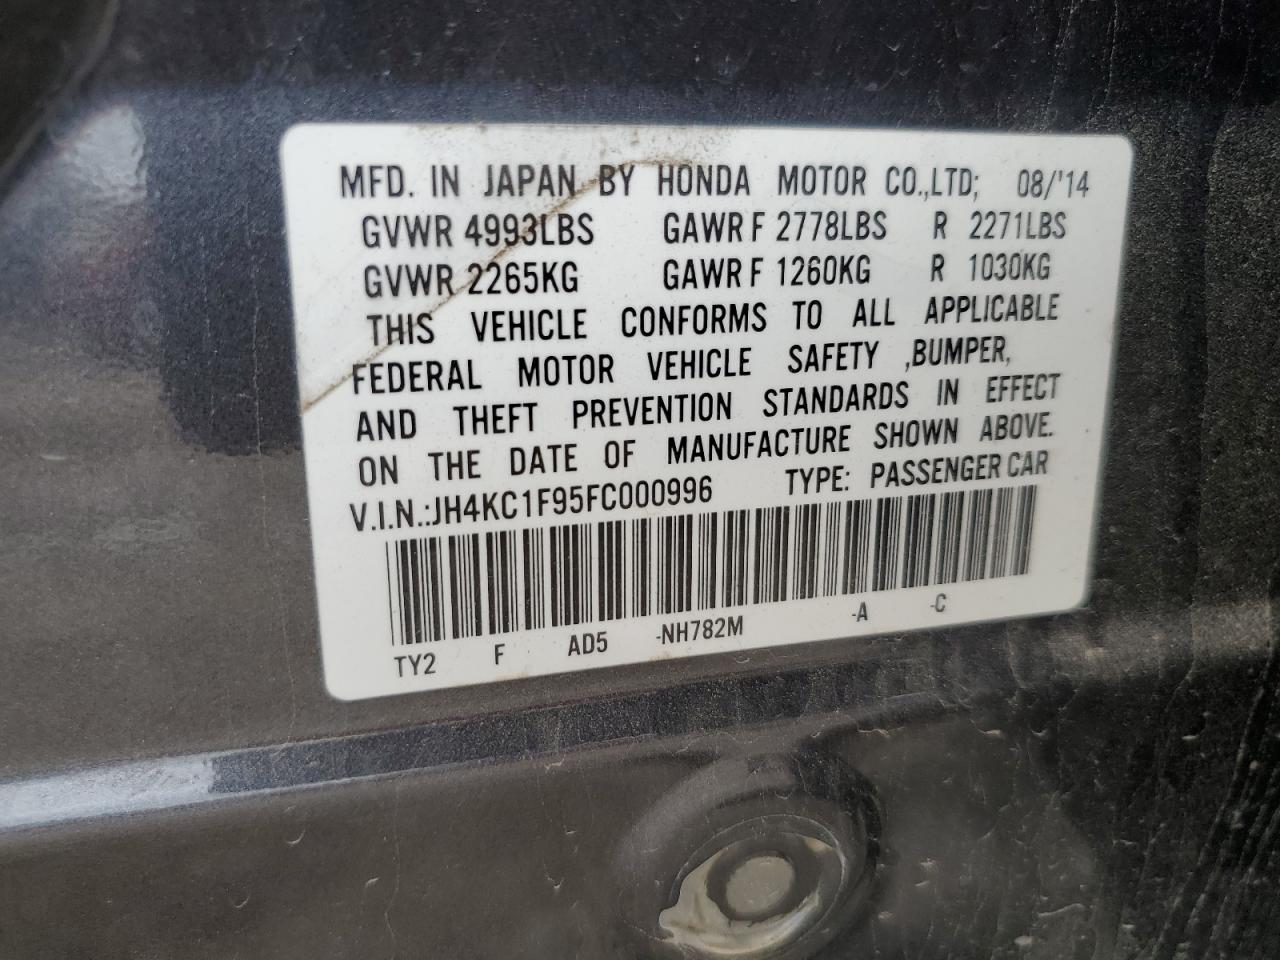 MFD. IN JAPAN BY HONDA MOTOR CO.,LTD; 08/'14
GVWR 4993LBS GAWR F 2778LBS R 2271LBS
GVWR 2265KG GAWR F 1260KG R 1030KG
THIS VEHICLE CONFORMS TO ALL APPLICABLE
FEDERAL MOTOR VEHICLE SAFETY ,BUMPER,
AND THEFT PREVENTION STANDARDS IN EFFECT
ON THE DATE OF MANUFACTURE SHOWN ABOVE.
V.I.N.:JH4KC1F95FC000996 TYPE: PASSENGER CAR
TY2 F AD5 -NH782M -A -C